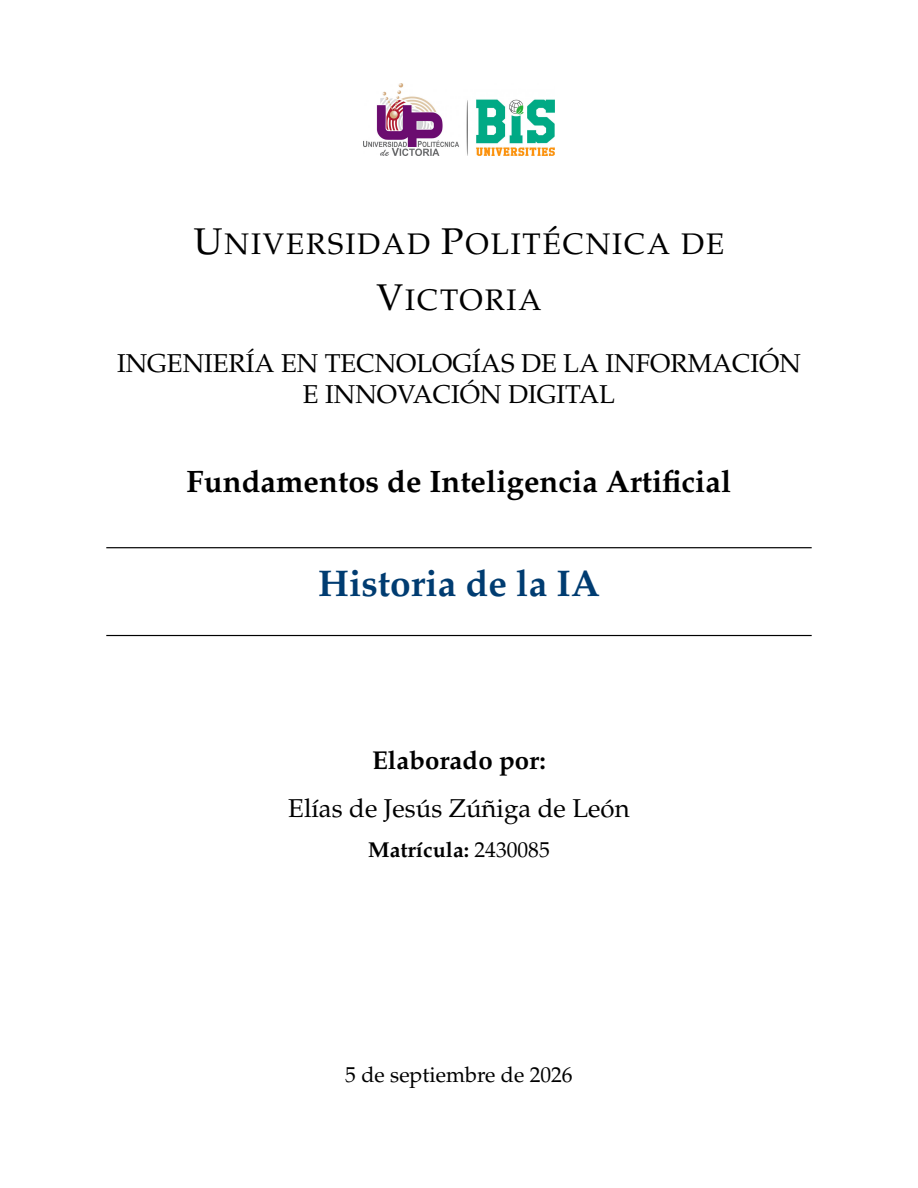 UP
UNIVERSIDAD POLITÉCNICA
de VICTORIA
BiS
UNIVERSITIES
UNIVERSIDAD POLITÉCNICA DE
VICTORIA
INGENIERÍA EN TECNOLOGÍAS DE LA INFORMACIÓN
E INNOVACIÓN DIGITAL
Fundamentos de Inteligencia Artificial
Historia de la IA
Elaborado por:
Elías de Jesús Zúñiga de León
Matrícula: 2430085
5 de septiembre de 2026